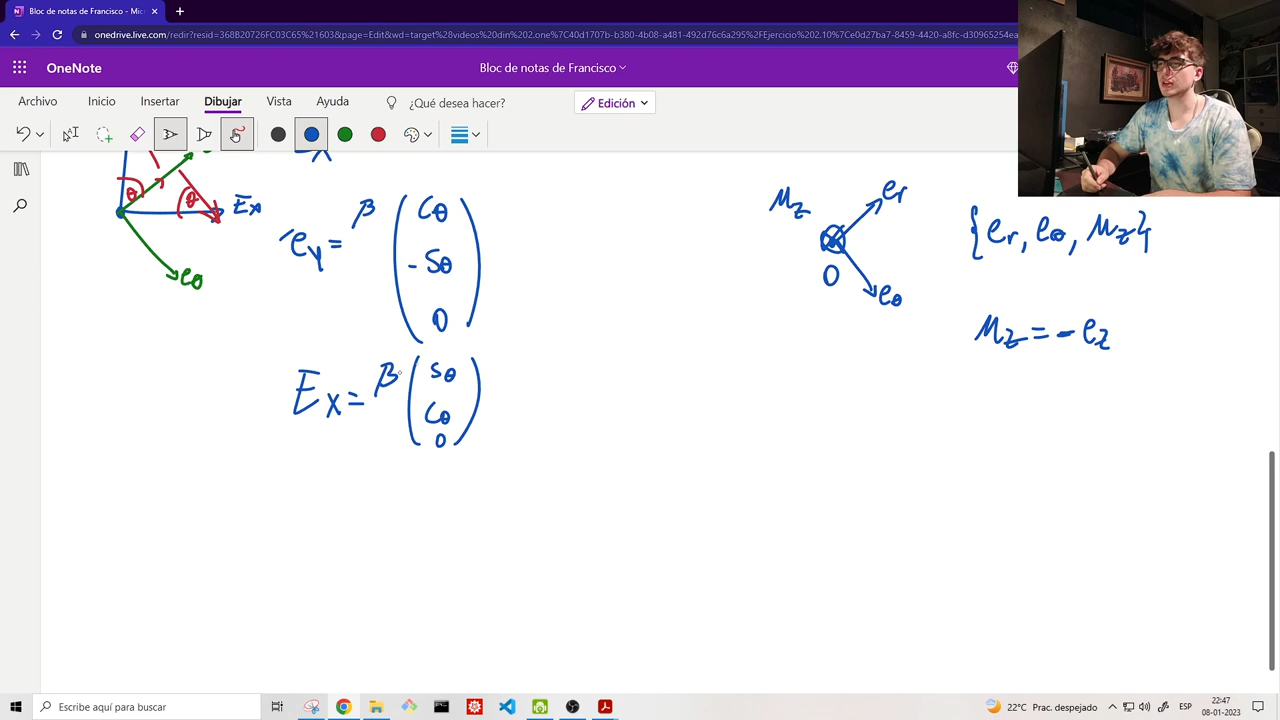 Bloc de notas de Francisco - Mic
onedrive.live.com/redir?resid=368B20726FC03C65%21603&page=Edit&wd=target%28videos%20din%202.one%7C40d1707b-b380-4b08-a481-492d76c6a295%2FEjercicio%202.10%7Ce0d27ba7-8459-4420-a8fc-d30965254ea
OneNote
Bloc de notas de Francisco
Archivo Inicio Insertar Dibujar Vista Ayuda ¿Qué desea hacer? Edición
Ex
θ θ Ex
eθ
ey = β ( cθ
- sθ
0 )
Ex = β ( sθ
cθ
0 )
Mz er
0
eθ
{er, eθ, Mz}
Mz = - ez
Escribe aquí para buscar
22°C Prac. despejado
ESP
22:47
08-01-2023